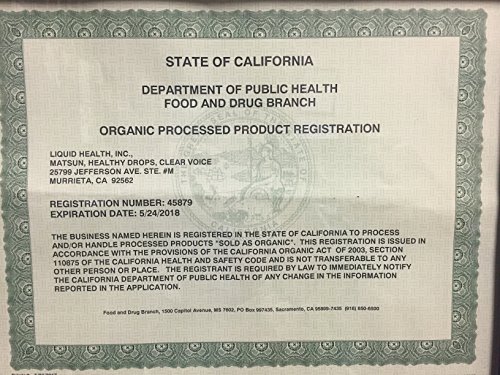 STATE OF CALIFORNIA
DEPARTMENT OF PUBLIC HEALTH
FOOD AND DRUG BRANCH
ORGANIC PROCESSED PRODUCT REGISTRATION
LIQUID HEALTH, INC.,
MATSUN, HEALTHY DROPS, CLEAR VOICE
25799 JEFFERSON AVE. STE. #M
MURRIETA, CA 92562
REGISTRATION NUMBER: 45879
EXPIRATION DATE: 5/24/2018
THE BUSINESS NAMED HEREIN IS REGISTERED IN THE STATE OF CALIFORNIA TO PROCESS
AND/OR HANDLE PROCESSED PRODUCTS "SOLD AS ORGANIC". THIS REGISTRATION IS ISSUED IN
ACCORDANCE WITH THE PROVISIONS OF THE CALIFORNIA ORGANIC ACT OF 2003, SECTION
110875 OF THE CALIFORNIA HEALTH AND SAFETY CODE AND IS NOT TRANSFERABLE TO ANY
OTHER PERSON OR PLACE. THE REGISTRANT IS REQUIRED BY LAW TO IMMEDIATELY NOTIFY
THE CALIFORNIA DEPARTMENT OF PUBLIC HEALTH OF ANY CHANGE IN THE INFORMATION
REPORTED IN THE APPLICATION.
Food and Drug Branch, 1500 Capitol Avenue, MS 7602, PO Box 997435, Sacramento, CA 95899-7435 (916) 650-6500